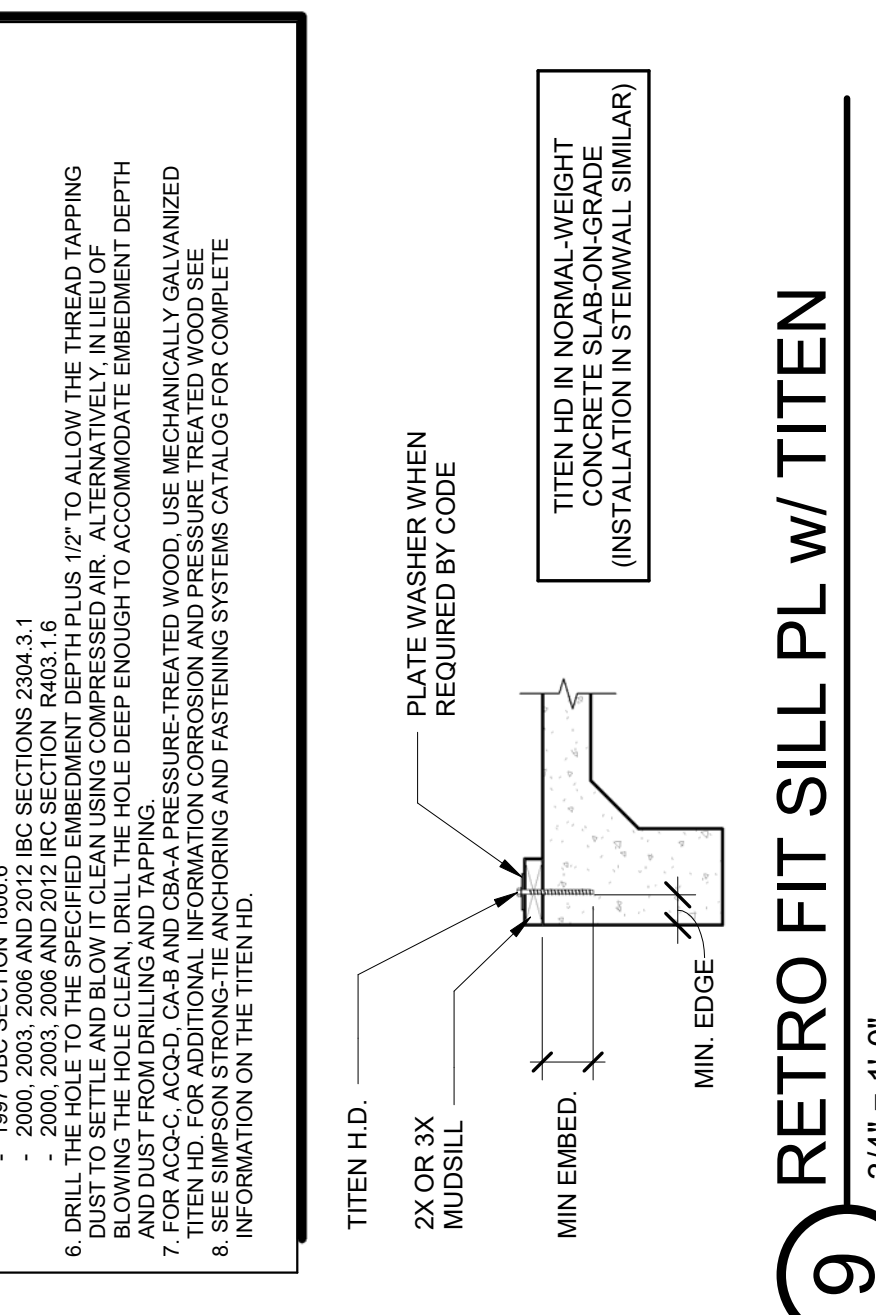 - 1997 UBC SECTION 1806.6
- 2000, 2003, 2006 AND 2012 IBC SECTIONS 2304.3.1
- 2000, 2003, 2006 AND 2012 IRC SECTION R403.1.6
6. DRILL THE HOLE TO THE SPECIFIED EMBEDMENT DEPTH PLUS 1/2" TO ALLOW THE THREAD TAPPING
DUST TO SETTLE AND BLOW IT CLEAN USING COMPRESSED AIR. ALTERNATIVELY, IN LIEU OF
BLOWING THE HOLE CLEAN, DRILL THE HOLE DEEP ENOUGH TO ACCOMMODATE EMBEDMENT DEPTH
AND DUST FROM DRILLING AND TAPPING.
7. FOR ACQ-C, ACQ-D, CA-B AND CBA-A PRESSURE-TREATED WOOD, USE MECHANICALLY GALVANIZED
TITEN HD. FOR ADDITIONAL INFORMATION CORROSION AND PRESSURE TREATED WOOD SEE
8. SEE SIMPSON STRONG-TIE ANCHORING AND FASTENING SYSTEMS CATALOG FOR COMPLETE
INFORMATION ON THE TITEN HD.
TITEN H.D.
2X OR 3X
MUDSILL
PLATE WASHER WHEN
REQUIRED BY CODE
MIN EMBED.
MIN. EDGE
TITEN HD IN NORMAL-WEIGHT
CONCRETE SLAB-ON-GRADE
(INSTALLATION IN STEMWALL SIMILAR)
9
RETRO FIT SILL PL w/ TITEN
3/4" = 1'-0"